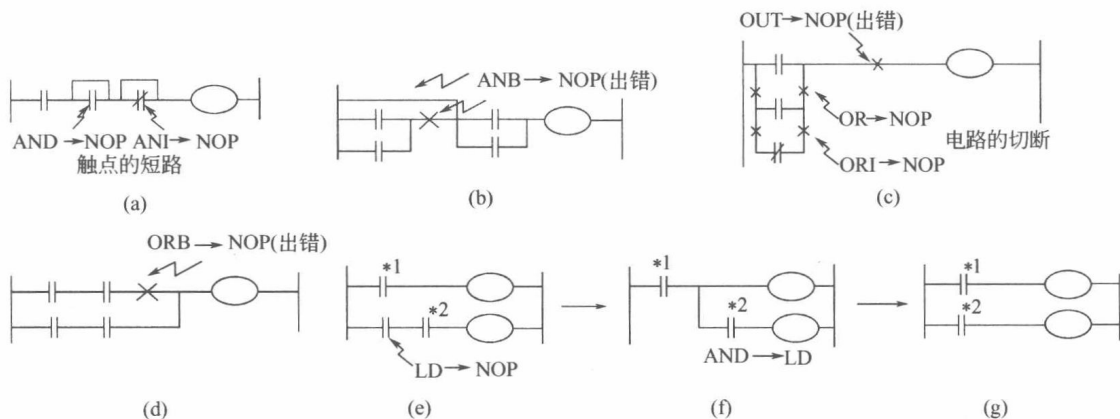 AND→NOP ANI→NOP
触点的短路
(a)
ANB→NOP(出错)
(b)
OUT→NOP(出错)
OR→NOP
ORI→NOP
电路的切断
(c)
ORB→NOP(出错)
(d)
*1
*2
LD→NOP
(e)
*1
*2
AND→LD
(f)
*1
*2
(g)